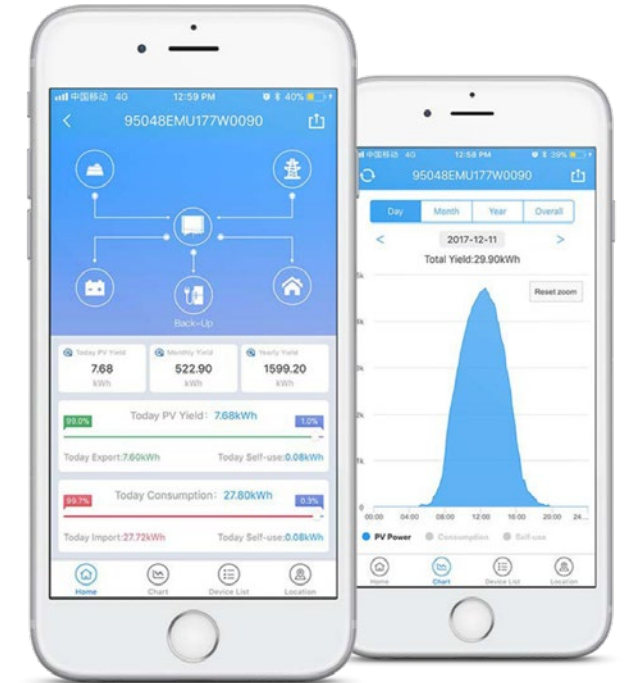 中国移动 4G 12:59 PM 40%
95048EMU177W0090
Back-Up
Today PV Yield
7.68
kWh
Monthly Yield
522.90
kWh
Yearly Yield
1599.20
kWh
99.0% Today PV Yield: 7.68kWh 1.0%
Today Export:7.60kWh Today Self-use:0.08kWh
99.7% Today Consumption: 27.80kWh 0.3%
Today Import:27.72kWh Today Self-use:0.08kWh
Home Chart Device List Location
中国移动 4G 12:58 PM 39%
95048EMU177W0090
Day Month Year Overall
< 2017-12-11 >
Total Yield:29.90kWh
Reset zoom
2k
1k
0
00:00 04:00 08:00 12:00 16:00 20:00 24...
PV Power Consumption Self-use
Home Chart Device List Location